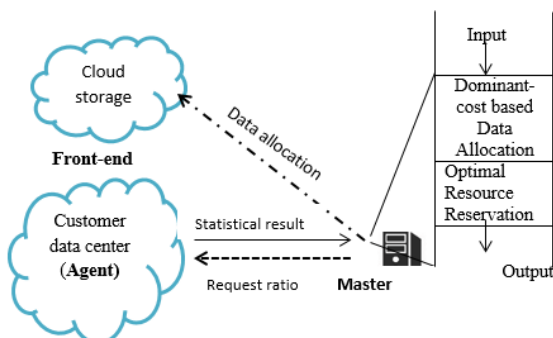 Cloud
storage
Front-end
Customer
data center
(Agent)
Data allocation
Statistical result
Request ratio
Master
Input
Dominant-
cost based
Data
Allocation
Optimal
Resource
Reservation
Output